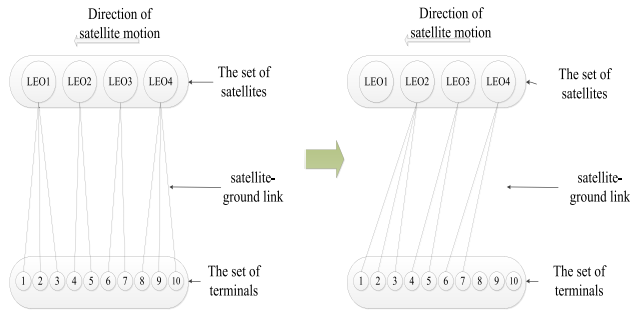 Direction of
satellite motion
LEO1 LEO2 LEO3 LEO4
The set of
satellites
satellite-
ground link
1 2 3 4 5 6 7 8 9 10
The set of
terminals
Direction of
satellite motion
LEO1 LEO2 LEO3 LEO4
The set of
satellites
satellite-
ground link
1 2 3 4 5 6 7 8 9 10
The set of
terminals